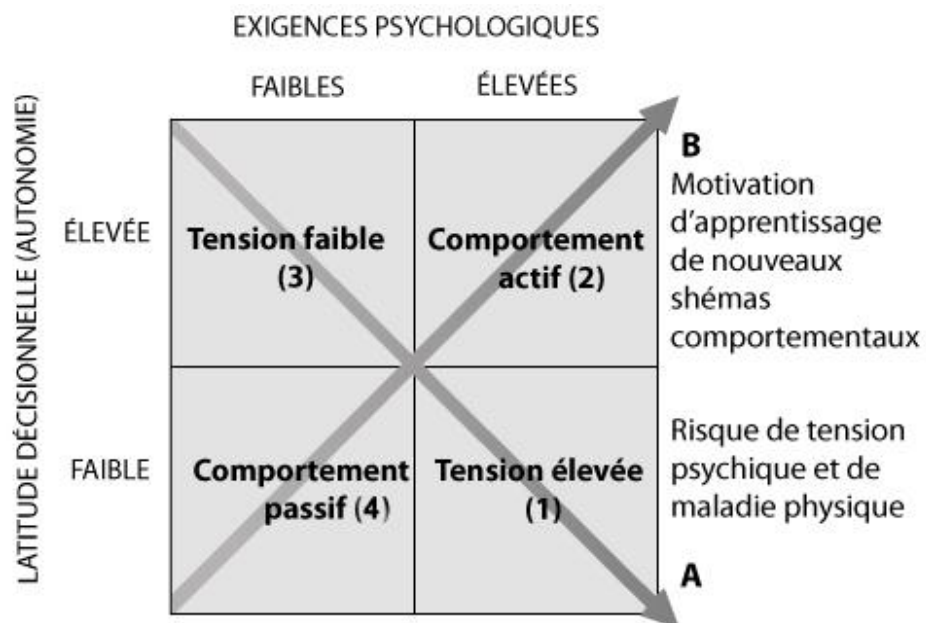 EXIGENCES PSYCHOLOGIQUES
FAIBLES
ÉLEVÉES
LATITUDE DÉCISIONNELLE (AUTONOMIE)
ÉLEVÉE
Tension faible
(3)
Comportement
actif (2)
B
Motivation
d'apprentissage
de nouveaux
shémas
comportementaux
FAIBLE
Comportement
passif (4)
Tension élevée
(1)
Risque de tension
psychique et de
maladie physique
A